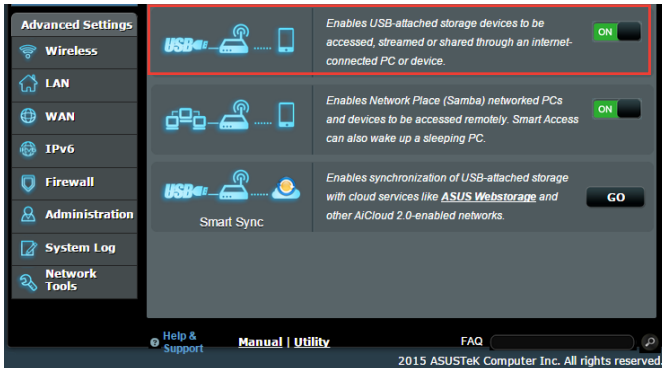 Advanced Settings
Wireless
LAN
WAN
IPv6
Firewall
Administration
System Log
Network
Tools
USB
Enables USB-attached storage devices to be
accessed, streamed or shared through an internet-
connected PC or device.
ON
Enables Network Place (Samba) networked PCs
and devices to be accessed remotely. Smart Access
can also wake up a sleeping PC.
ON
USB
Smart Sync
Enables synchronization of USB-attached storage
with cloud services like ASUS Webstorage and
other AiCloud 2.0-enabled networks.
GO
Help &
Support
Manual | Utility
FAQ
2015 ASUSTeK Computer Inc. All rights reserved.